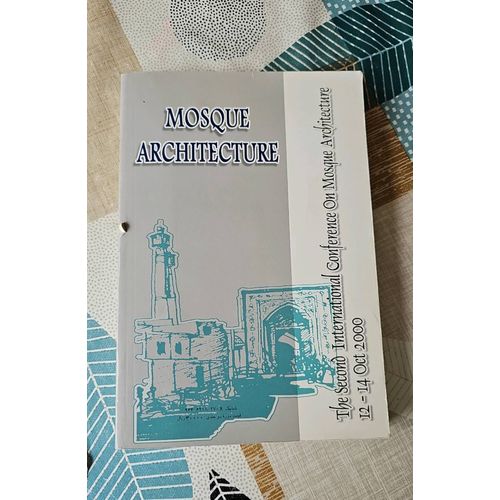 MOSQUE
ARCHITECTURE
The Second International Conference On Mosque Architecture
12 - 14 Oct 2000